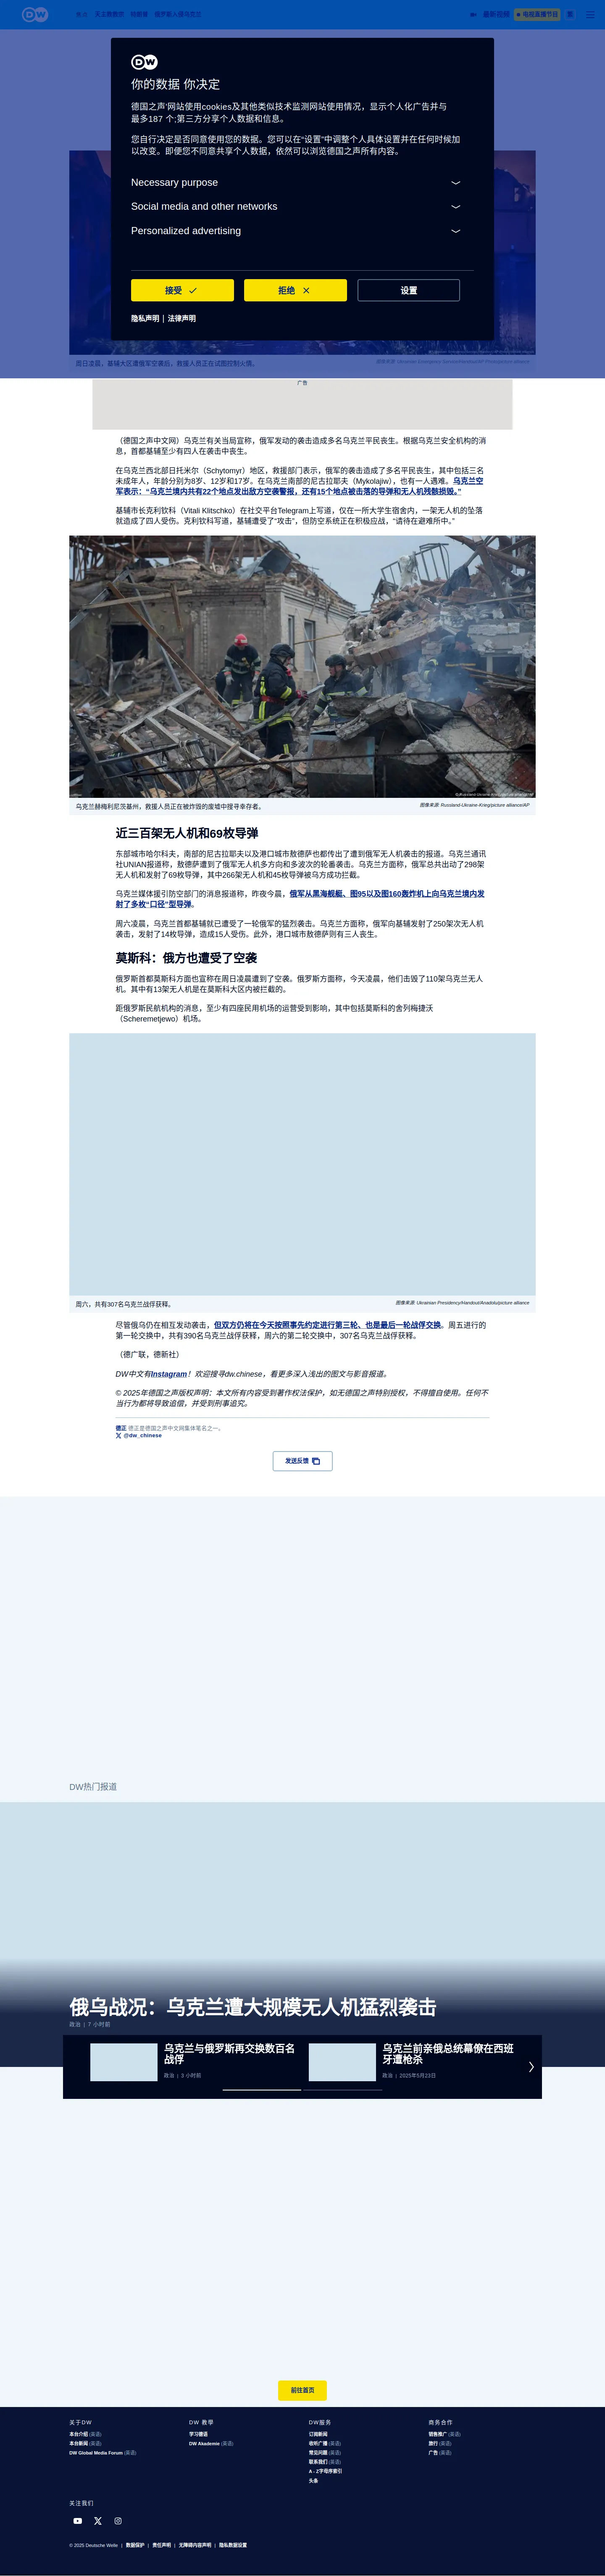 DW
焦点
天主教教宗
特朗普
俄罗斯入侵乌克兰
最新视频
电视直播节目
DW
你的数据 你决定
德国之声'网站使用cookies及其他类似技术监测网站使用情况，显示个人化广告并与
最多187 个;第三方分享个人数据和信息。
您自行决定是否同意使用您的数据。您可以在“设置”中调整个人具体设置并在任何时候加
以改变。即便您不同意共享个人数据，依然可以浏览德国之声所有内容。
Necessary purpose
Social media and other networks
Personalized advertising
接受
拒绝
设置
隐私声明 | 法律声明
周日凌晨，基辅大区遭俄军空袭后，救援人员正在试图控制火情。
广告
（德国之声中文网）乌克兰有关当局宣称，俄军发动的袭击造成多名乌克兰平民丧生。根据乌克兰安全机构的消
息，首都基辅至少有四人在袭击中丧生。
在乌克兰西北部日托米尔（Schytomyr）地区，救援部门表示，俄军的袭击造成了多名平民丧生，其中包括三名
未成年人，年龄分别为8岁、12岁和17岁。在乌克兰南部的尼古拉耶夫（Mykolajiw），也有一人遇难。乌克兰空
军表示：“乌克兰境内共有22个地点发出敌方空袭警报，还有15个地点被击落的导弹和无人机残骸损毁。”
基辅市长克利钦科（Vitali Klitschko）在社交平台Telegram上写道，仅在一所大学生宿舍内，一架无人机的坠落
就造成了四人受伤。克利钦科写道，基辅遭受了“攻击”，但防空系统正在积极应战，“请待在避难所中。”
乌克兰赫梅利尼茨基州，救援人员正在被炸毁的废墟中搜寻幸存者。
图像来源: Russland-Ukraine-Krieg/picture alliance/AP
近三百架无人机和69枚导弹
东部城市哈尔科夫，南部的尼古拉耶夫以及港口城市敖德萨也都传出了遭到俄军无人机袭击的报道。乌克兰通讯
社UNIAN报道称，敖德萨遭到了俄军无人机多方向和多波次的轮番袭击。乌克兰方面称，俄军总共出动了298架
无人机和发射了69枚导弹，其中266架无人机和45枚导弹被乌方成功拦截。
乌克兰媒体援引防空部门的消息报道称，昨夜今晨，俄军从黑海舰艇、图95以及图160轰炸机上向乌克兰境内发
射了多枚“口径”型导弹。
周六凌晨，乌克兰首都基辅就已遭受了一轮俄军的猛烈袭击。乌克兰方面称，俄军向基辅发射了250架次无人机
袭击，发射了14枚导弹，造成15人受伤。此外，港口城市敖德萨则有三人丧生。
莫斯科：俄方也遭受了空袭
俄罗斯首都莫斯科方面也宣称在周日凌晨遭到了空袭。俄罗斯方面称，今天凌晨，他们击毁了110架乌克兰无人
机。其中有13架无人机是在莫斯科大区内被拦截的。
距俄罗斯民航机构的消息，至少有四座民用机场的运营受到影响，其中包括莫斯科的舍列梅捷沃
（Scheremetjewo）机场。
周六，共有307名乌克兰战俘获释。
图像来源: Ukrainian Presidency/Handout/Anadolu/picture alliance
尽管俄乌仍在相互发动袭击，但双方仍将在今天按照事先约定进行第三轮、也是最后一轮战俘交换。周五进行的
第一轮交换中，共有390名乌克兰战俘获释，周六的第二轮交换中，307名乌克兰战俘获释。
（德广联，德新社）
DW中文有Instagram！欢迎搜寻dw.chinese，看更多深入浅出的图文与影音报道。
© 2025年德国之声版权声明：本文所有内容受到著作权法保护，如无德国之声特别授权，不得擅自使用。任何不
当行为都将导致追偿，并受到刑事追究。
德正 德正是德国之声中文网集体笔名之一。
@dw_chinese
发送反馈
DW热门报道
俄乌战况：乌克兰遭大规模无人机猛烈袭击
政治 | 7 小时前
乌克兰与俄罗斯再交换数百名
战俘
政治 | 3 小时前
乌克兰前亲俄总统幕僚在西班
牙遭枪杀
政治 | 2025年5月23日
前往首页
关于DW
本台介绍 (英语)
本台新闻 (英语)
DW Global Media Forum (英语)
DW 教学
学习德语
DW Akademie (英语)
DW服务
订阅新闻
收听广播 (英语)
常见问题 (英语)
联系我们 (英语)
A - Z字母序索引
头条
商务合作
销售推广 (英语)
旅行 (英语)
广告 (英语)
关注我们
© 2025 Deutsche Welle | 数据保护 | 责任声明 | 无障碍内容声明 | 隐私数据设置